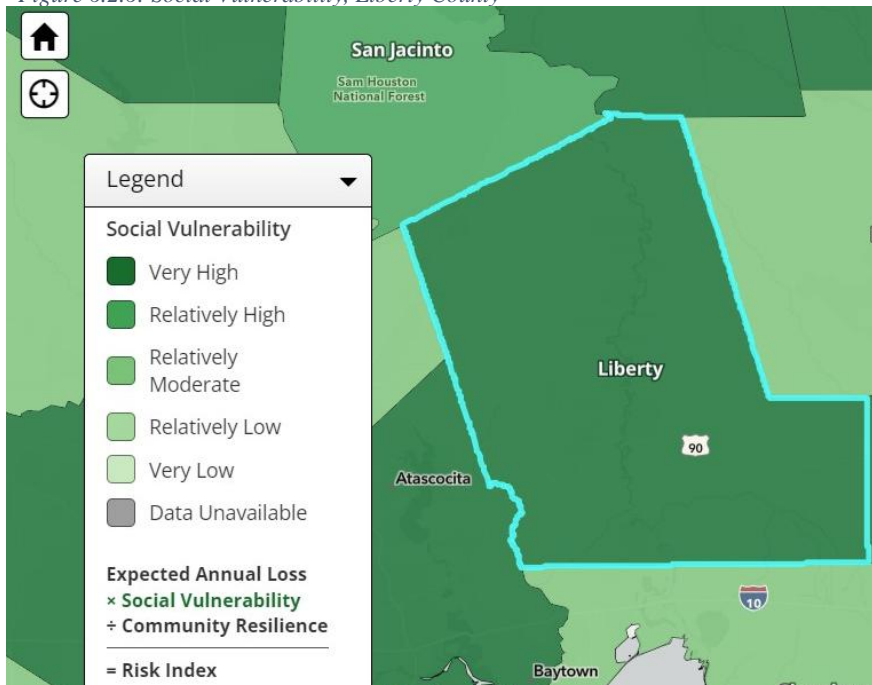 San Jacinto
Sam Houston
National Forest
Legend
Social Vulnerability
Very High
Relatively High
Relatively
Moderate
Relatively Low
Very Low
Data Unavailable
Expected Annual Loss
× Social Vulnerability
÷ Community Resilience
= Risk Index
Liberty
90
Atascocita
10
Baytown